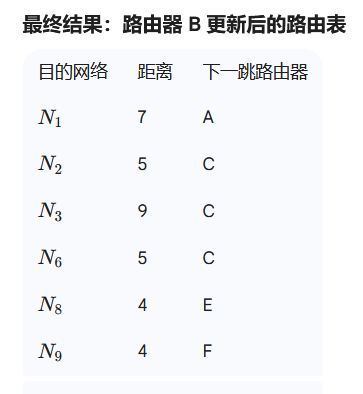 最终结果：路由器 B 更新后的路由表
目的网络 距离 下一跳路由器
N₁ 7 A
N₂ 5 C
N₃ 9 C
N₆ 5 C
N₈ 4 E
N₉ 4 F